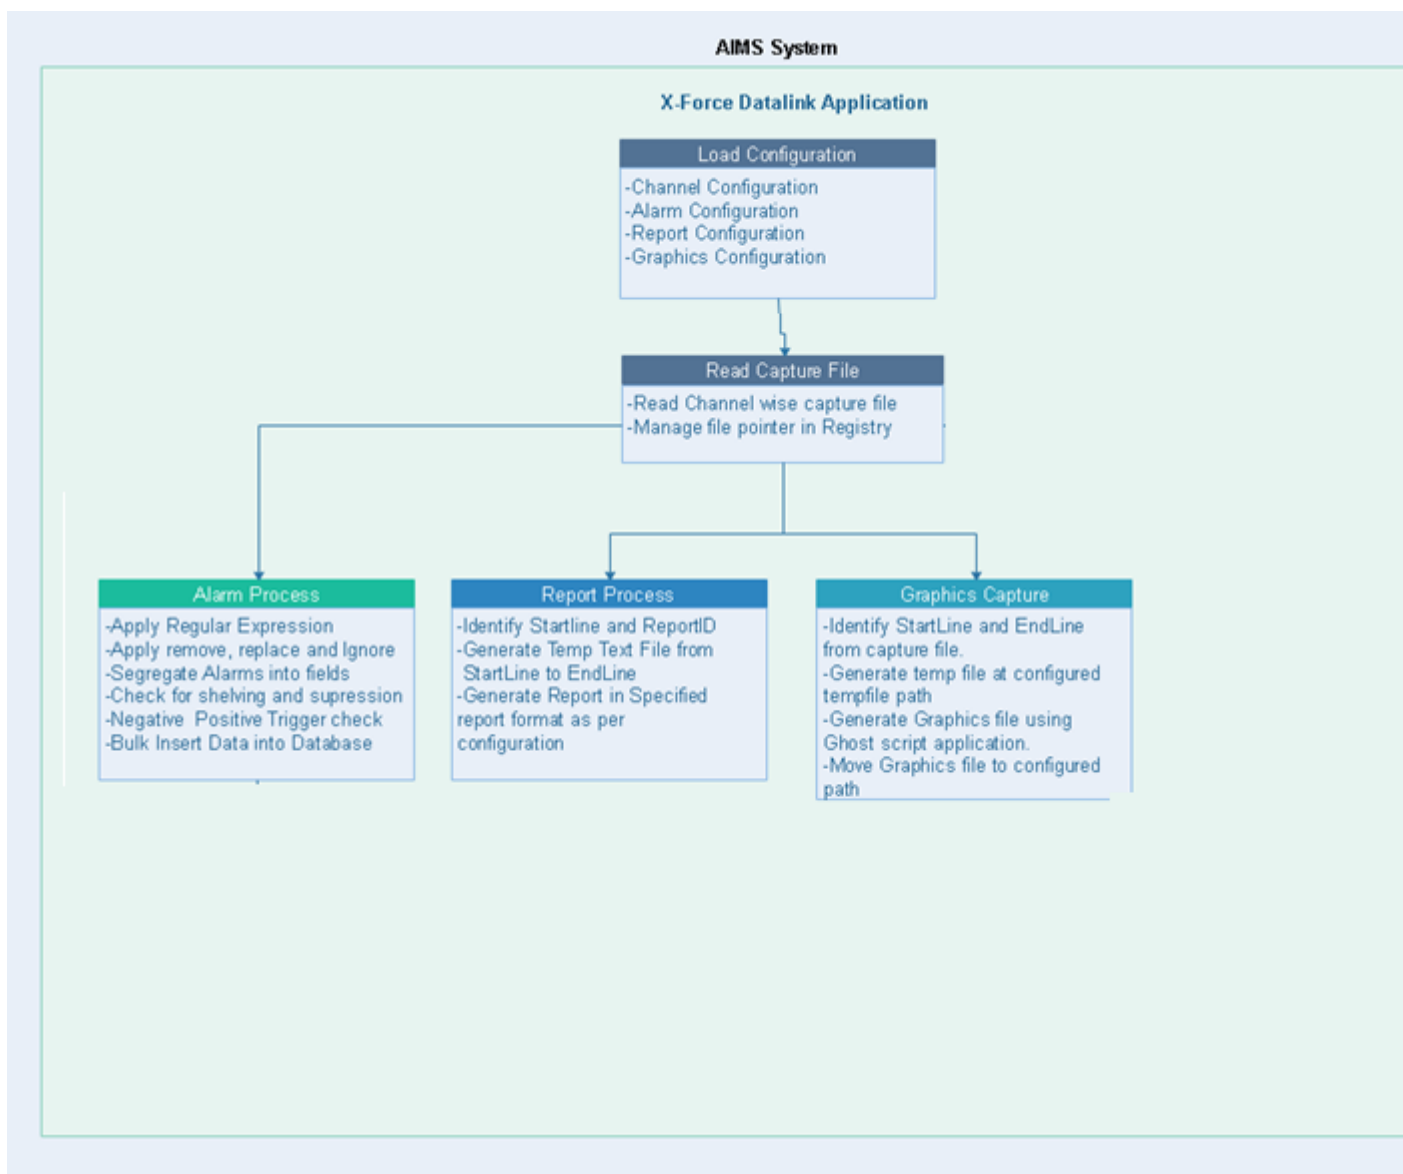 AIMS System
X-Force Datalink Application
Load Configuration
-Channel Configuration
-Alarm Configuration
-Report Configuration
-Graphics Configuration
Read Capture File
-Read Channel wise capture file
-Manage file pointer in Registry
Alarm Process
-Apply Regular Expression
-Apply remove, replace and Ignore
-Segregate Alarms into fields
-Check for shelving and supression
-Negative Positive Trigger check
-Bulk Insert Data into Database
Report Process
-Identify Startline and ReportID
-Generate Temp Text File from
StartLine to EndLine
-Generate Report in Specified
report format as per
configuration
Graphics Capture
-Identify StartLine and EndLine
from capture file.
-Generate temp file at configured
tempfile path
-Generate Graphics file using
Ghost script application.
-Move Graphics file to configured
path